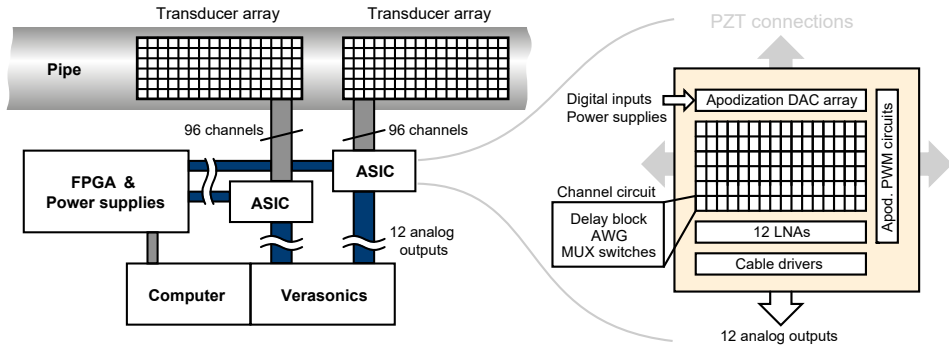 Transducer array
Transducer array
Pipe
96 channels
96 channels
FPGA &
Power supplies
ASIC
ASIC
12 analog
outputs
Computer
Verasonics
PZT connections
Digital inputs
Power supplies
Apodization DAC array
Apod. PWM circuits
Channel circuit
Delay block
AWG
MUX switches
12 LNAs
Cable drivers
12 analog outputs